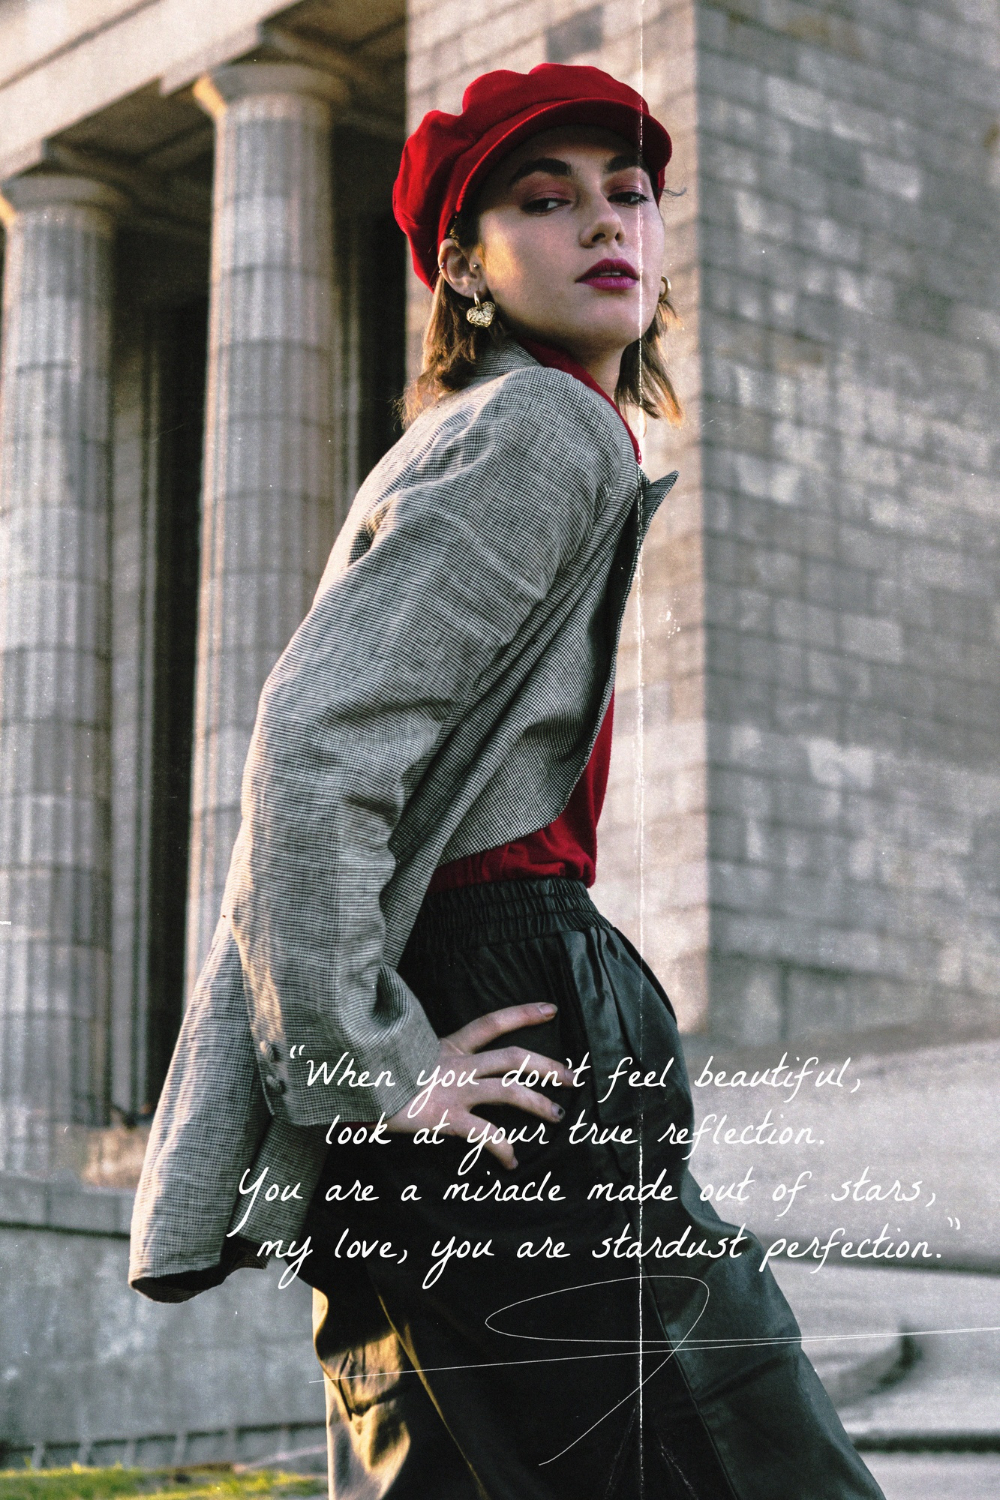 “When you don't feel beautiful,
look at your true reflection.
You are a miracle made out of stars,
my love, you are stardust perfection.”